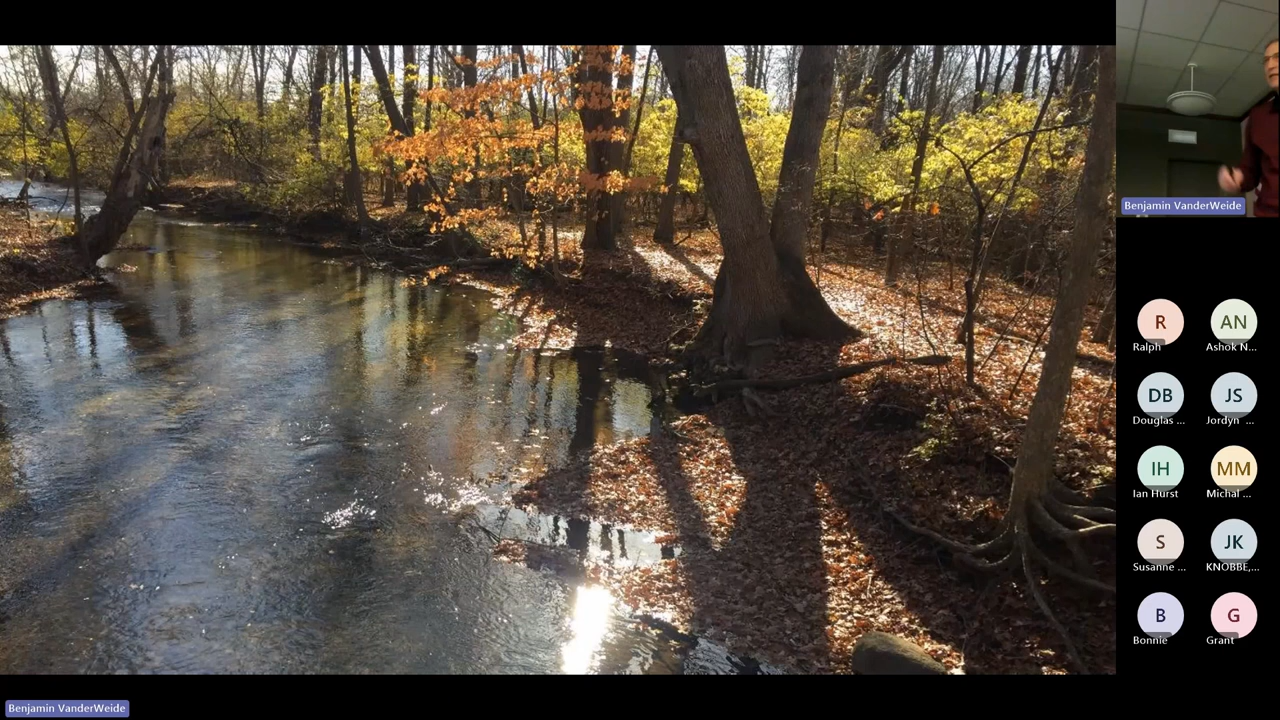 Benjamin VanderWeide
R
AN
Ralph
Ashok N...
DB
JS
Douglas ...
Jordyn ...
IH
MM
Ian Hurst
Michal ...
S
JK
Susanne ...
KNOBBE,...
B
G
Bonnie
Grant
Benjamin VanderWeide